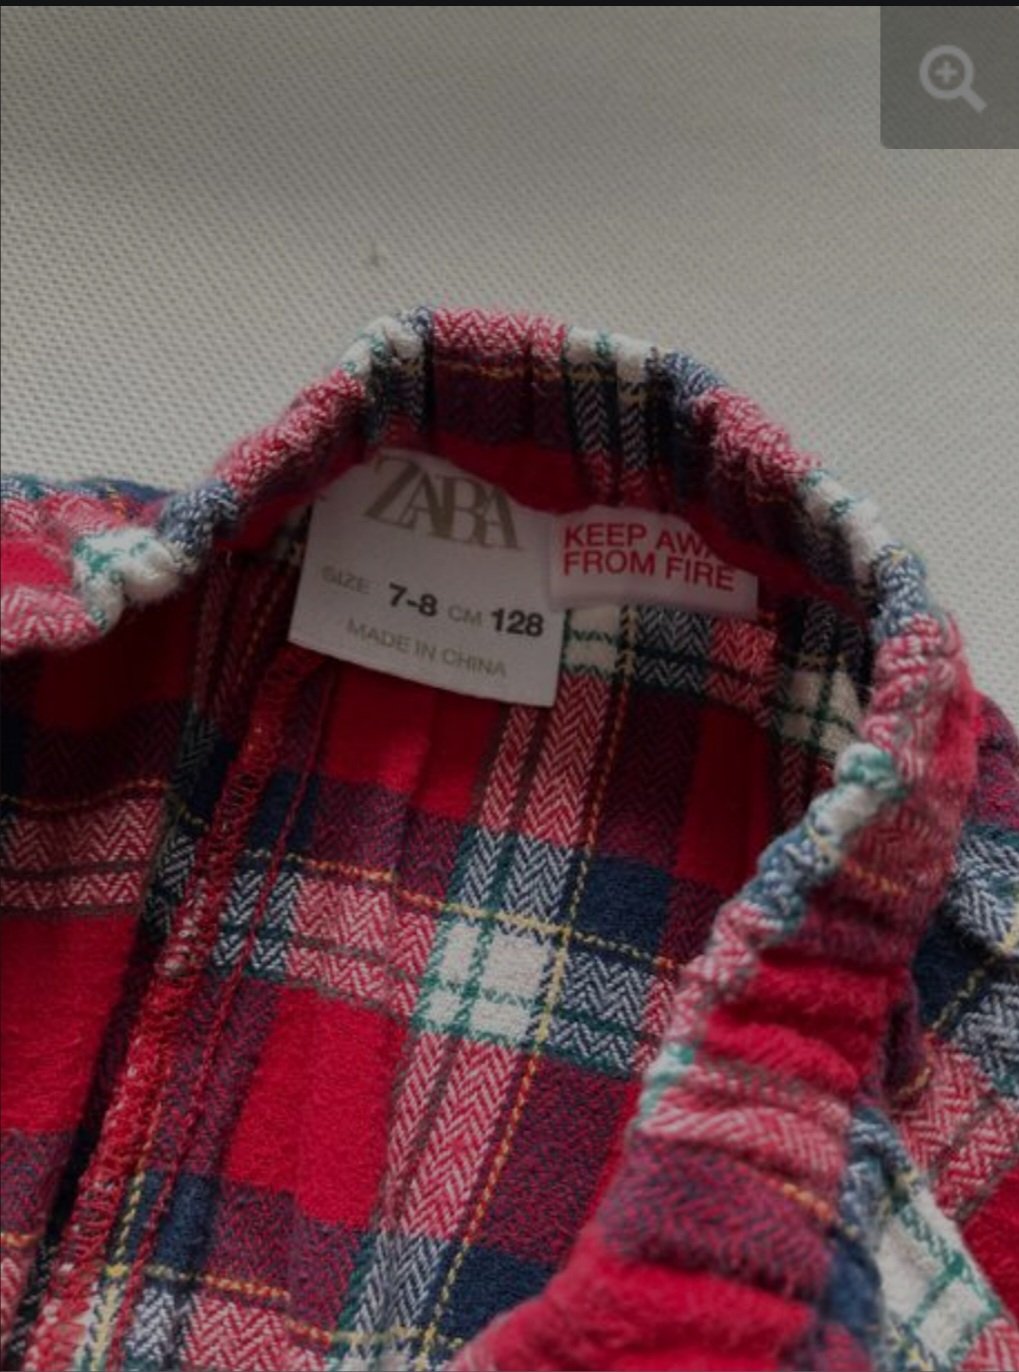 ZARA
SIZE 7-8 CM 128
MADE IN CHINA
KEEP
FROM FIRE